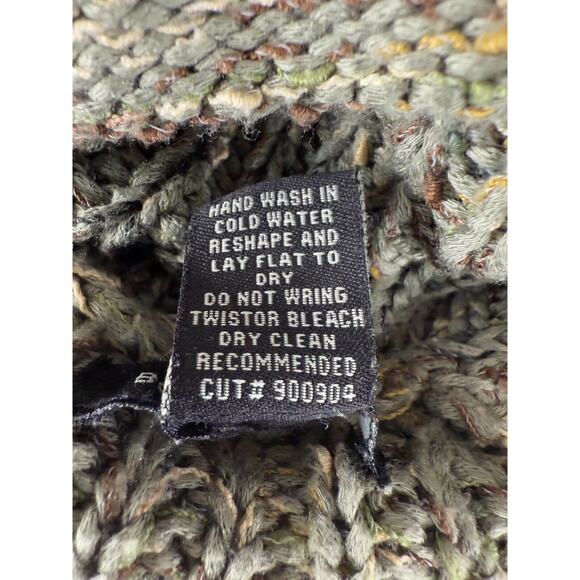 HAND WASH IN
COLD WATER
RESHAPE AND
LAY FLAT TO
DRY
DO NOT WRING
TWISTOR BLEACH
DRY CLEAN
RECOMMENDED
CUT# 900904